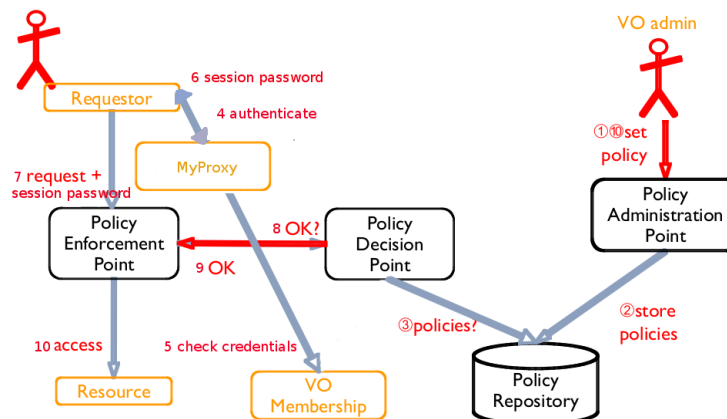 VO admin
6 session password
Requestor
4 authenticate
①⑩set
policy
MyProxy
7 request +
session password
Policy
Enforcement
Point
8 OK?
9 OK
Policy
Decision
Point
Policy
Administration
Point
③policies?
②store
policies
10 access
5 check credentials
Resource
VO
Membership
Policy
Repository